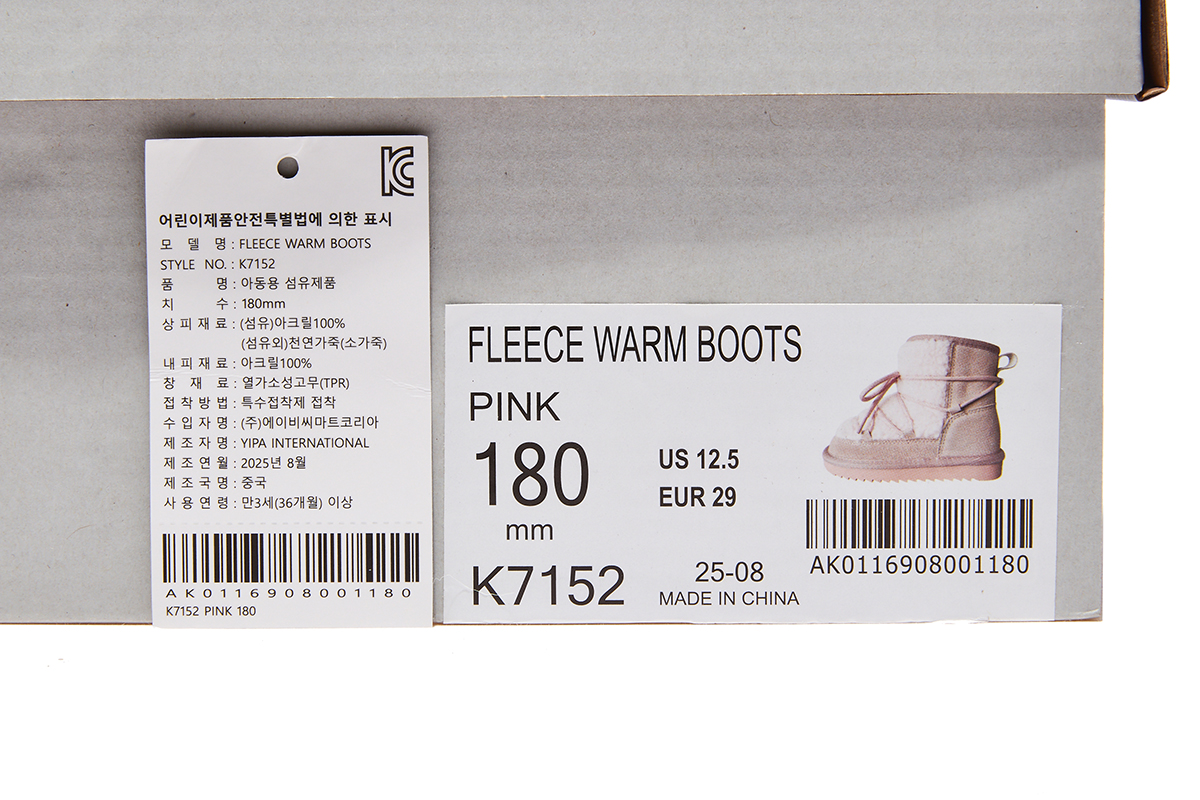 KC
어린이제품안전특별법에 의한 표시
모 델 명 : FLEECE WARM BOOTS
STYLE NO. : K7152
품 명 : 아동용 섬유제품
치 수 : 180mm
상 피 재 료 : (섬유)아크릴100%
(섬유외)천연가죽(소가죽)
내 피 재 료 : 아크릴100%
창 재 료 : 열가소성고무(TPR)
접 착 방 법 : 특수접착제 접착
수 입 자 명 : (주)에이비씨마트코리아
제 조 자 명 : YIPA INTERNATIONAL
제 조 연 월 : 2025년 8월
제 조 국 명 : 중국
사 용 연 령 : 만3세(36개월) 이상
AK0116908001180
K7152 PINK 180
FLEECE WARM BOOTS
PINK
180
mm
US 12.5
EUR 29
K7152
25-08
MADE IN CHINA
AK0116908001180